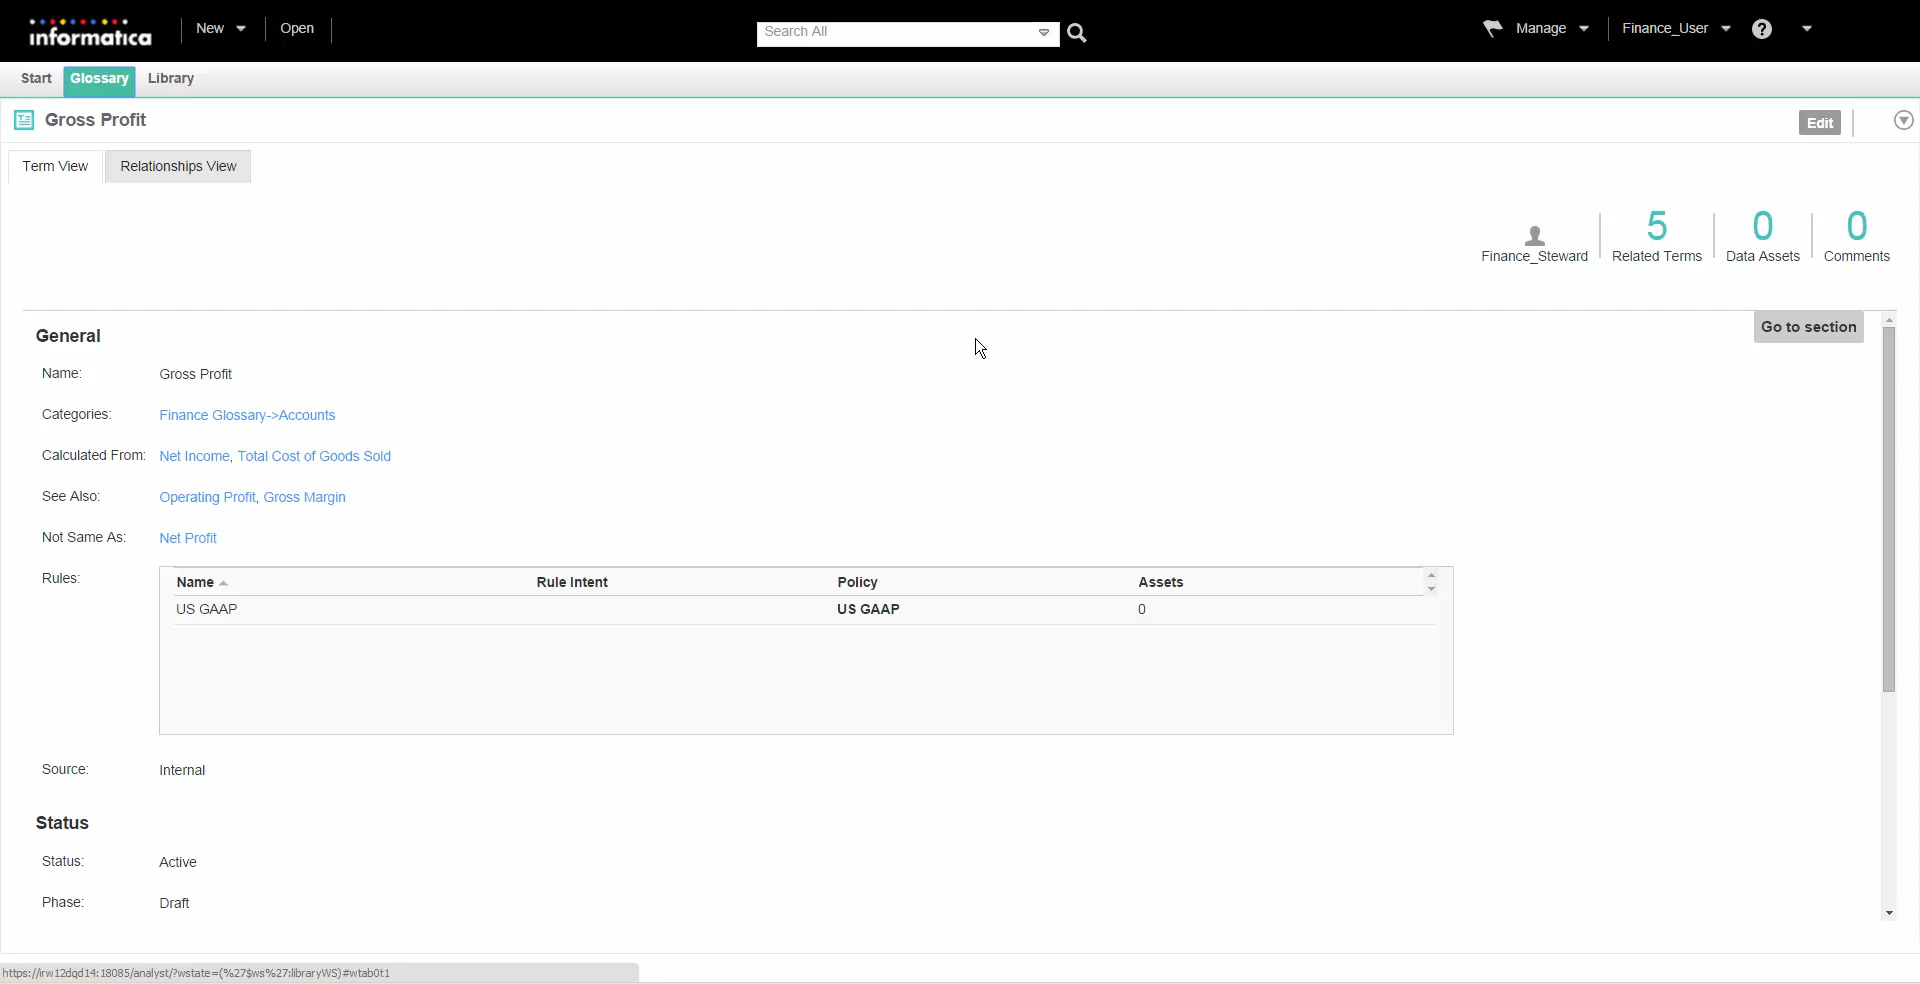 informatica
New
Open
Search All
Manage
Finance_User
?
Start
Glossary
Library
Gross Profit
Edit
Term View
Relationships View
5
0
0
Finance_Steward
Related Terms
Data Assets
Comments
General
Go to section
Name:
Gross Profit
Categories:
Finance Glossary->Accounts
Calculated From:
Net Income, Total Cost of Goods Sold
See Also:
Operating Profit, Gross Margin
Not Same As:
Net Profit
Rules:
Name
Rule Intent
Policy
Assets
US GAAP
US GAAP
0
Source:
Internal
Status
Status:
Active
Phase:
Draft
https://irw12dqd14:18085/analyst/?wstate=(%27$ws%27:libraryWS)#wtab0t1